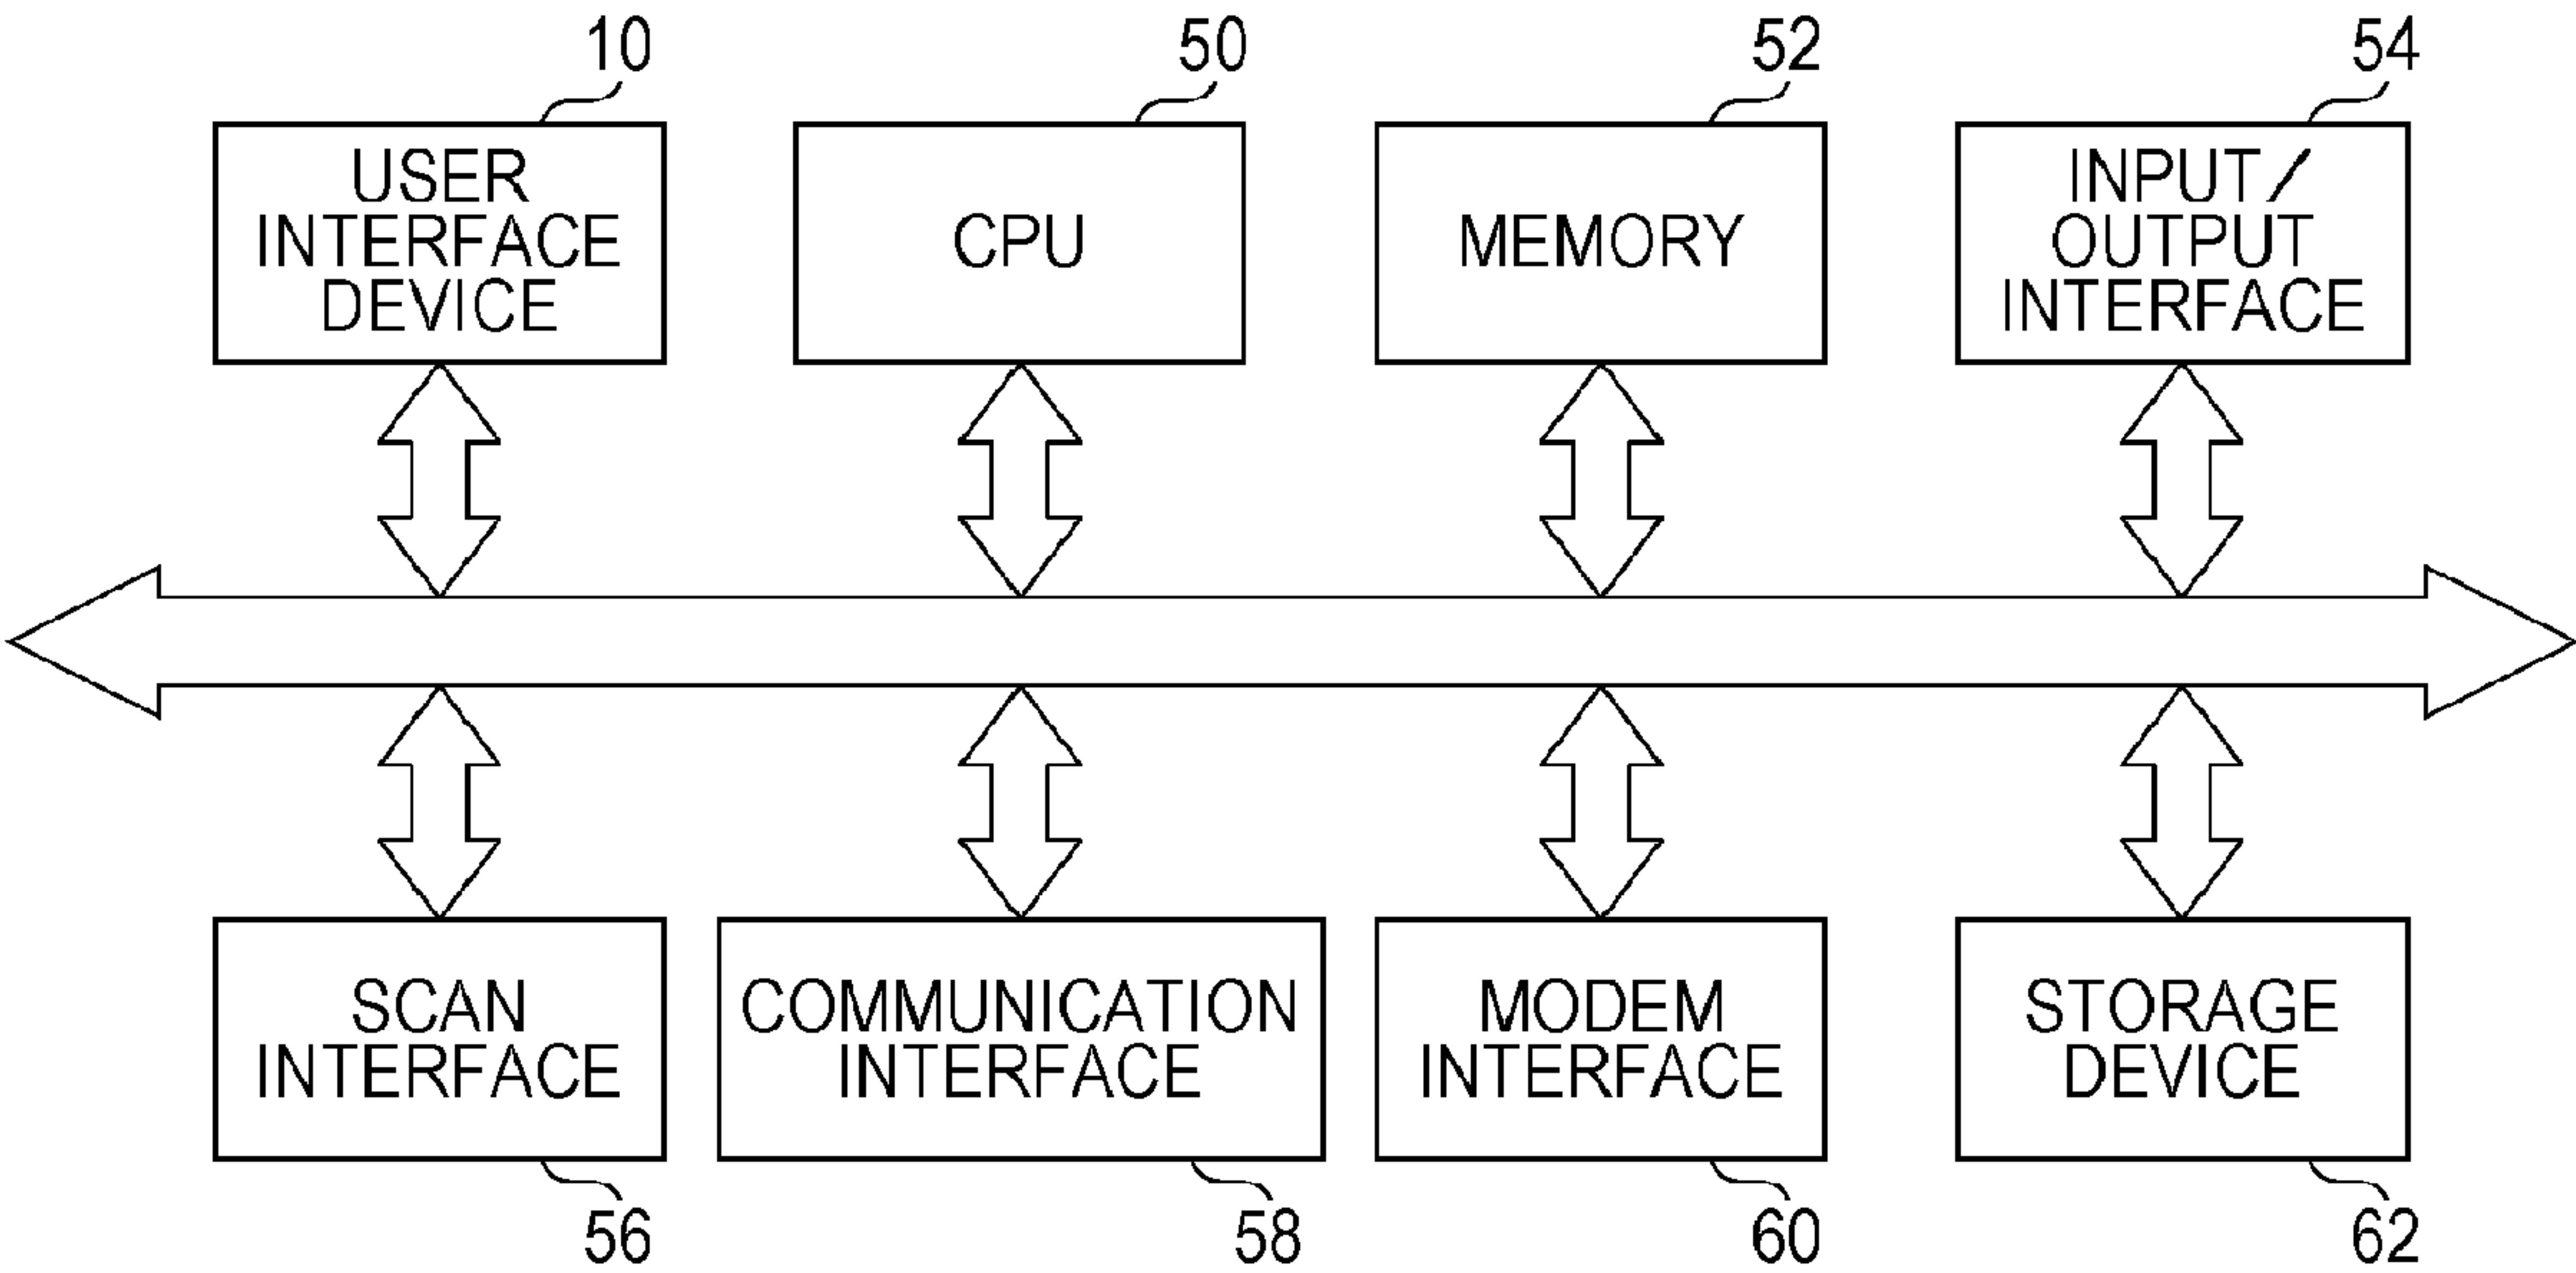 10
50
52
54
USER
INTERFACE
DEVICE
CPU
MEMORY
INPUT/
OUTPUT
INTERFACE
SCAN
INTERFACE
COMMUNICATION
INTERFACE
MODEM
INTERFACE
STORAGE
DEVICE
56
58
60
62